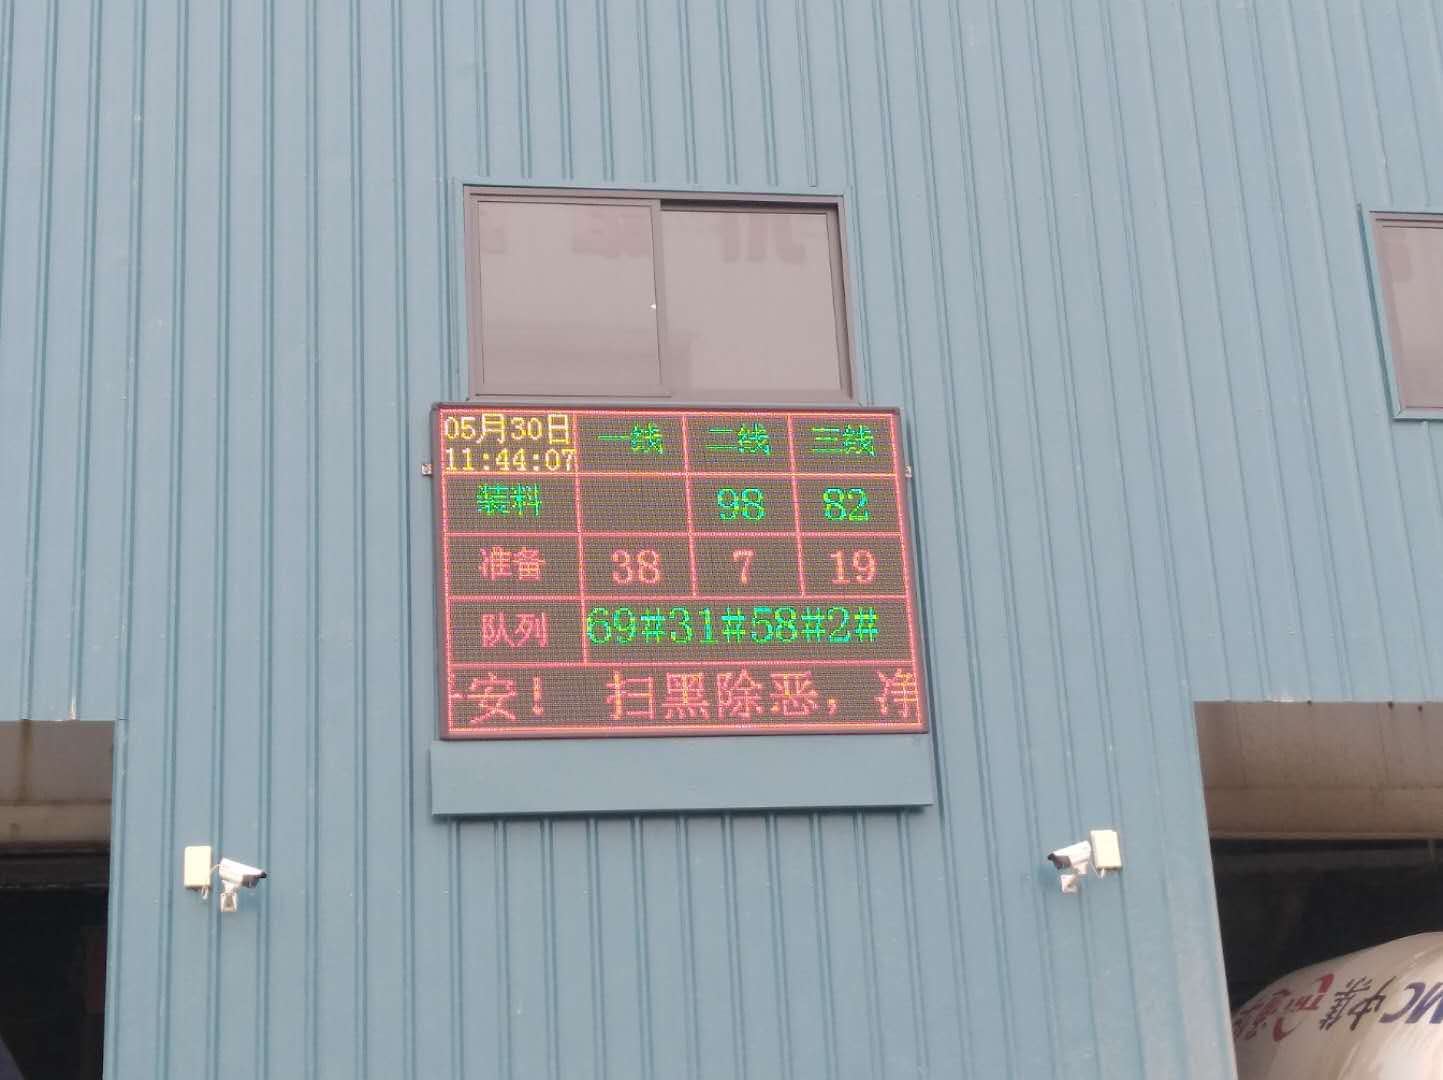 05月30日 一线 二线 三线
11:44:07
装料 98 82
准备 38 7 19
队列 69#31#58#2#
安！ 扫黑除恶，净